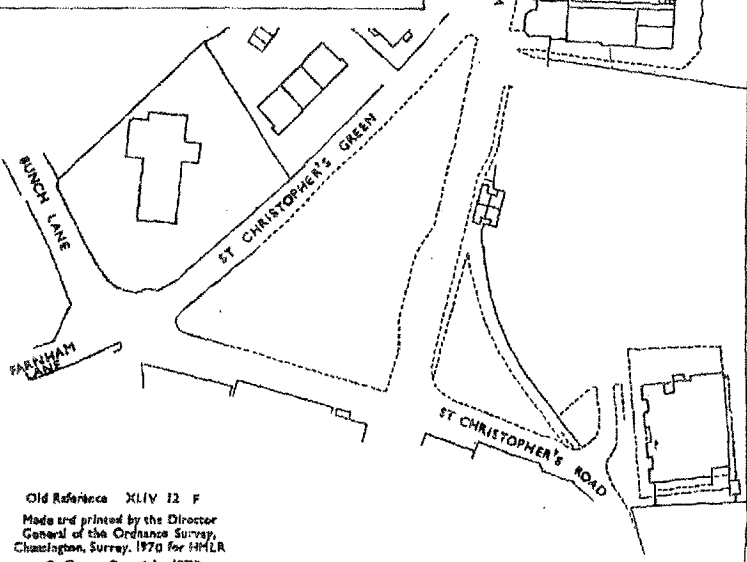 BUNCH LANE
ST CHRISTOPHER'S GREEN
FARNHAM
LANE
ST CHRISTOPHER'S ROAD
Old Reference XLIV 12 F
Made and printed by the Director
General of the Ordnance Survey,
Chessington, Surrey. 1970 for HMLR